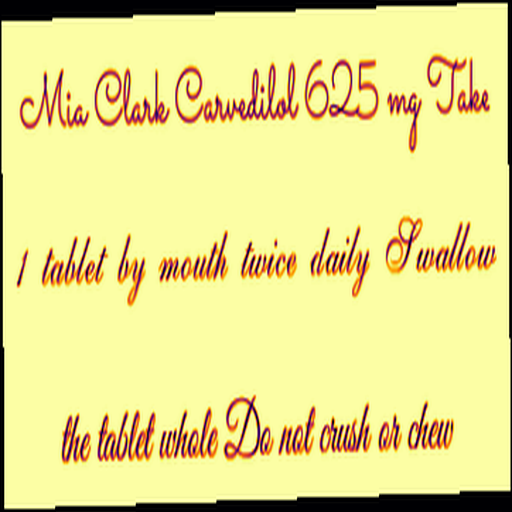 Mia Clark Carvedilol 625 mg Take
1 tablet by mouth twice daily Swallow
the tablet whole Do not crush or chew